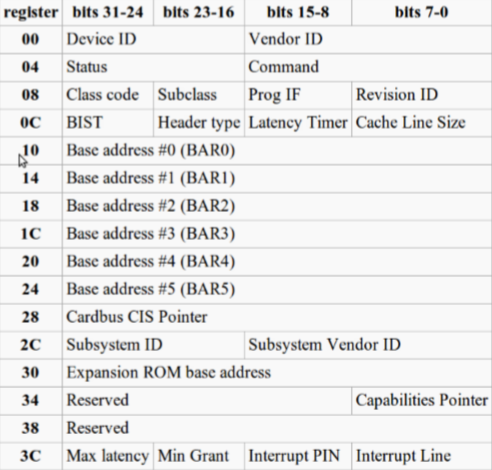 register bits 31-24 bits 23-16 bits 15-8 bits 7-0
00 Device ID Vendor ID
04 Status Command
08 Class code Subclass Prog IF Revision ID
0C BIST Header type Latency Timer Cache Line Size
10 Base address #0 (BAR0)
14 Base address #1 (BAR1)
18 Base address #2 (BAR2)
1C Base address #3 (BAR3)
20 Base address #4 (BAR4)
24 Base address #5 (BAR5)
28 Cardbus CIS Pointer
2C Subsystem ID Subsystem Vendor ID
30 Expansion ROM base address
34 Reserved Capabilities Pointer
38 Reserved
3C Max latency Min Grant Interrupt PIN Interrupt Line